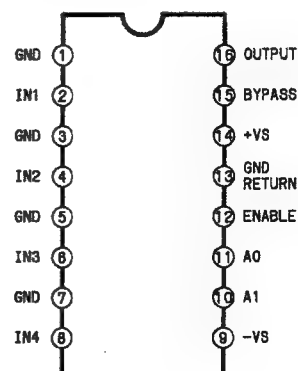 GND 1 16 OUTPUT
IN1 2 15 BYPASS
GND 3 14 +VS
IN2 4 13 GND RETURN
GND 5 12 ENABLE
IN3 6 11 A0
GND 7 10 A1
IN4 8 9 -VS